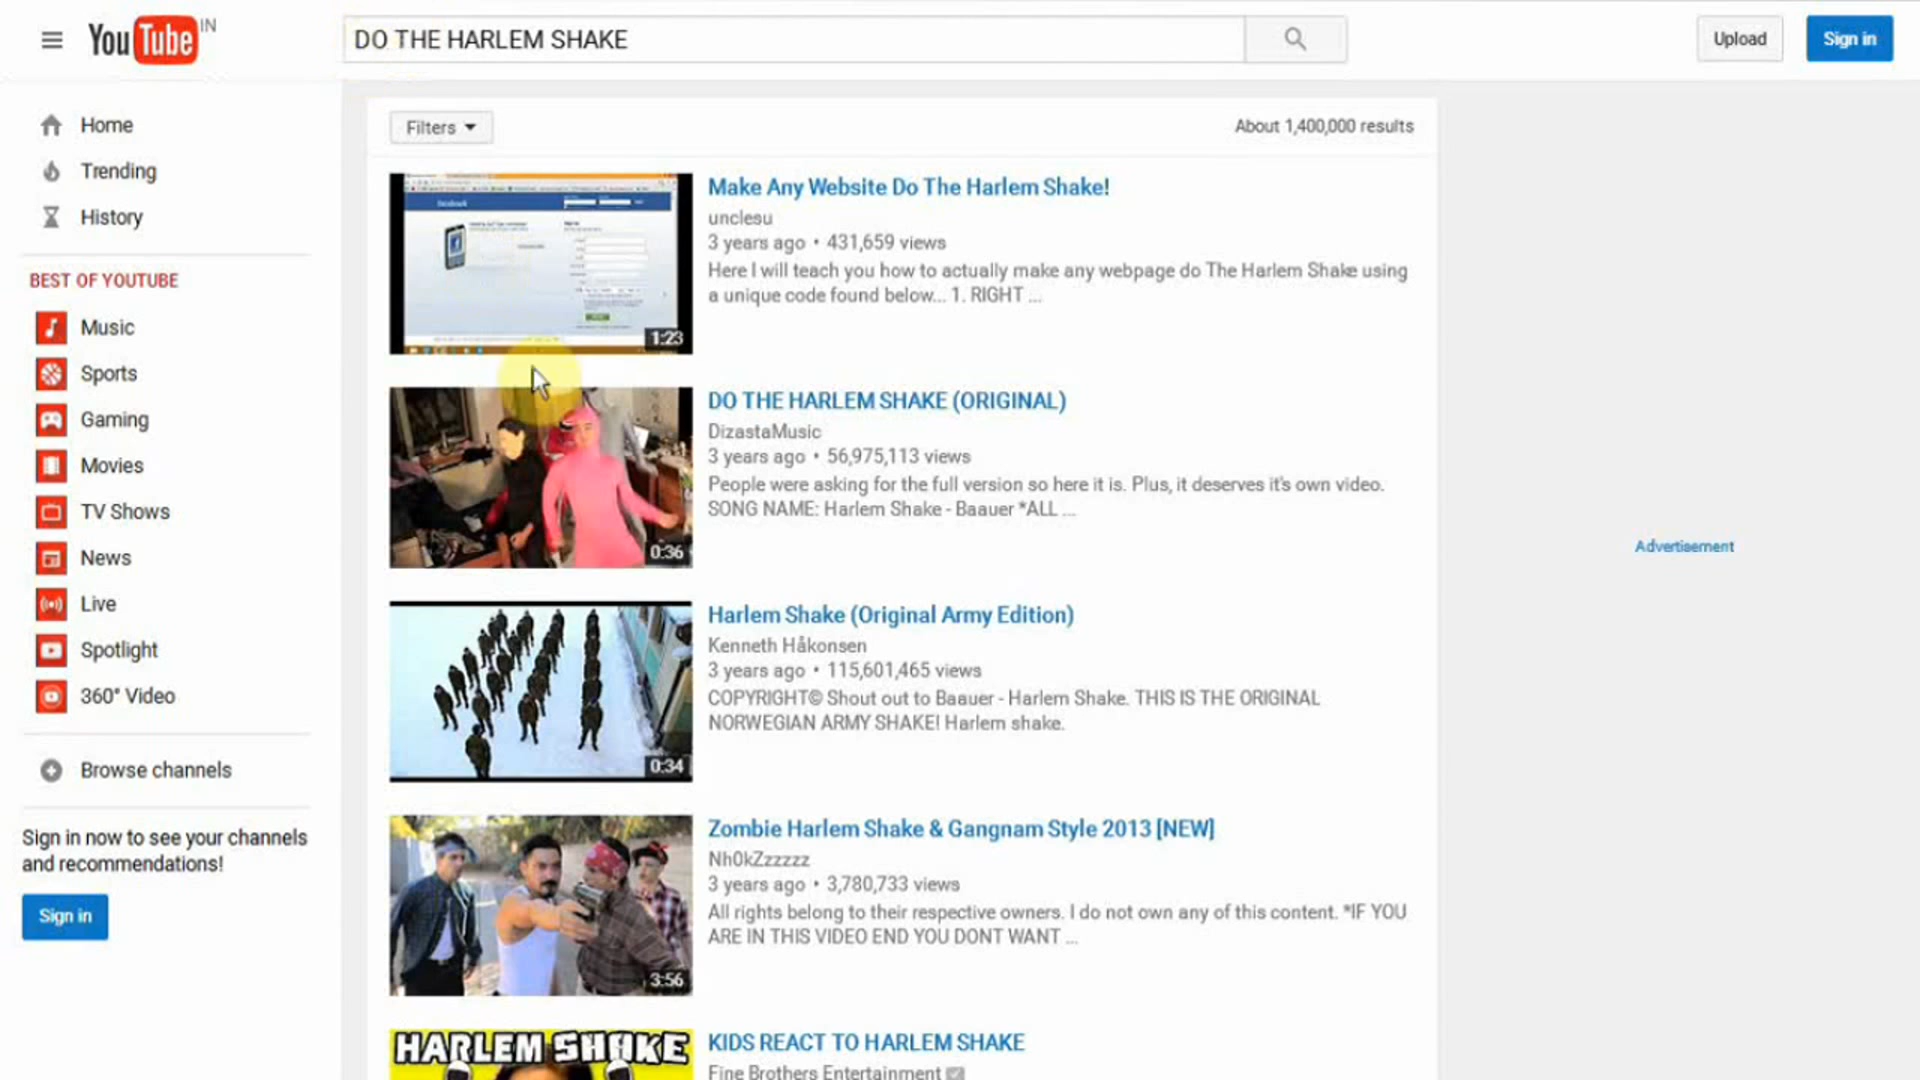 YouTube IN
DO THE HARLEM SHAKE
Upload
Sign in
Home
Trending
History
BEST OF YOUTUBE
Music
Sports
Gaming
Movies
TV Shows
News
Live
Spotlight
360° Video
Browse channels
Sign in now to see your channels
and recommendations!
Sign in
Filters
About 1,400,000 results
facebook
1:23
Make Any Website Do The Harlem Shake!
unclesu
3 years ago • 431,659 views
Here I will teach you how to actually make any webpage do The Harlem Shake using
a unique code found below... 1. RIGHT ...
0:36
DO THE HARLEM SHAKE (ORIGINAL)
DizastaMusic
3 years ago • 56,975,113 views
People were asking for the full version so here it is. Plus, it deserves it's own video.
SONG NAME: Harlem Shake - Baauer *ALL ...
0:34
Harlem Shake (Original Army Edition)
Kenneth Håkonsen
3 years ago • 115,601,465 views
COPYRIGHT© Shout out to Baauer - Harlem Shake. THIS IS THE ORIGINAL
NORWEGIAN ARMY SHAKE! Harlem shake.
3:56
Zombie Harlem Shake & Gangnam Style 2013 [NEW]
Nh0kZzzzzz
3 years ago • 3,780,733 views
All rights belong to their respective owners. I do not own any of this content. *IF YOU
ARE IN THIS VIDEO END YOU DONT WANT ...
HARLEM SHAKE
KIDS REACT TO HARLEM SHAKE
Fine Brothers Entertainment
Advertisement